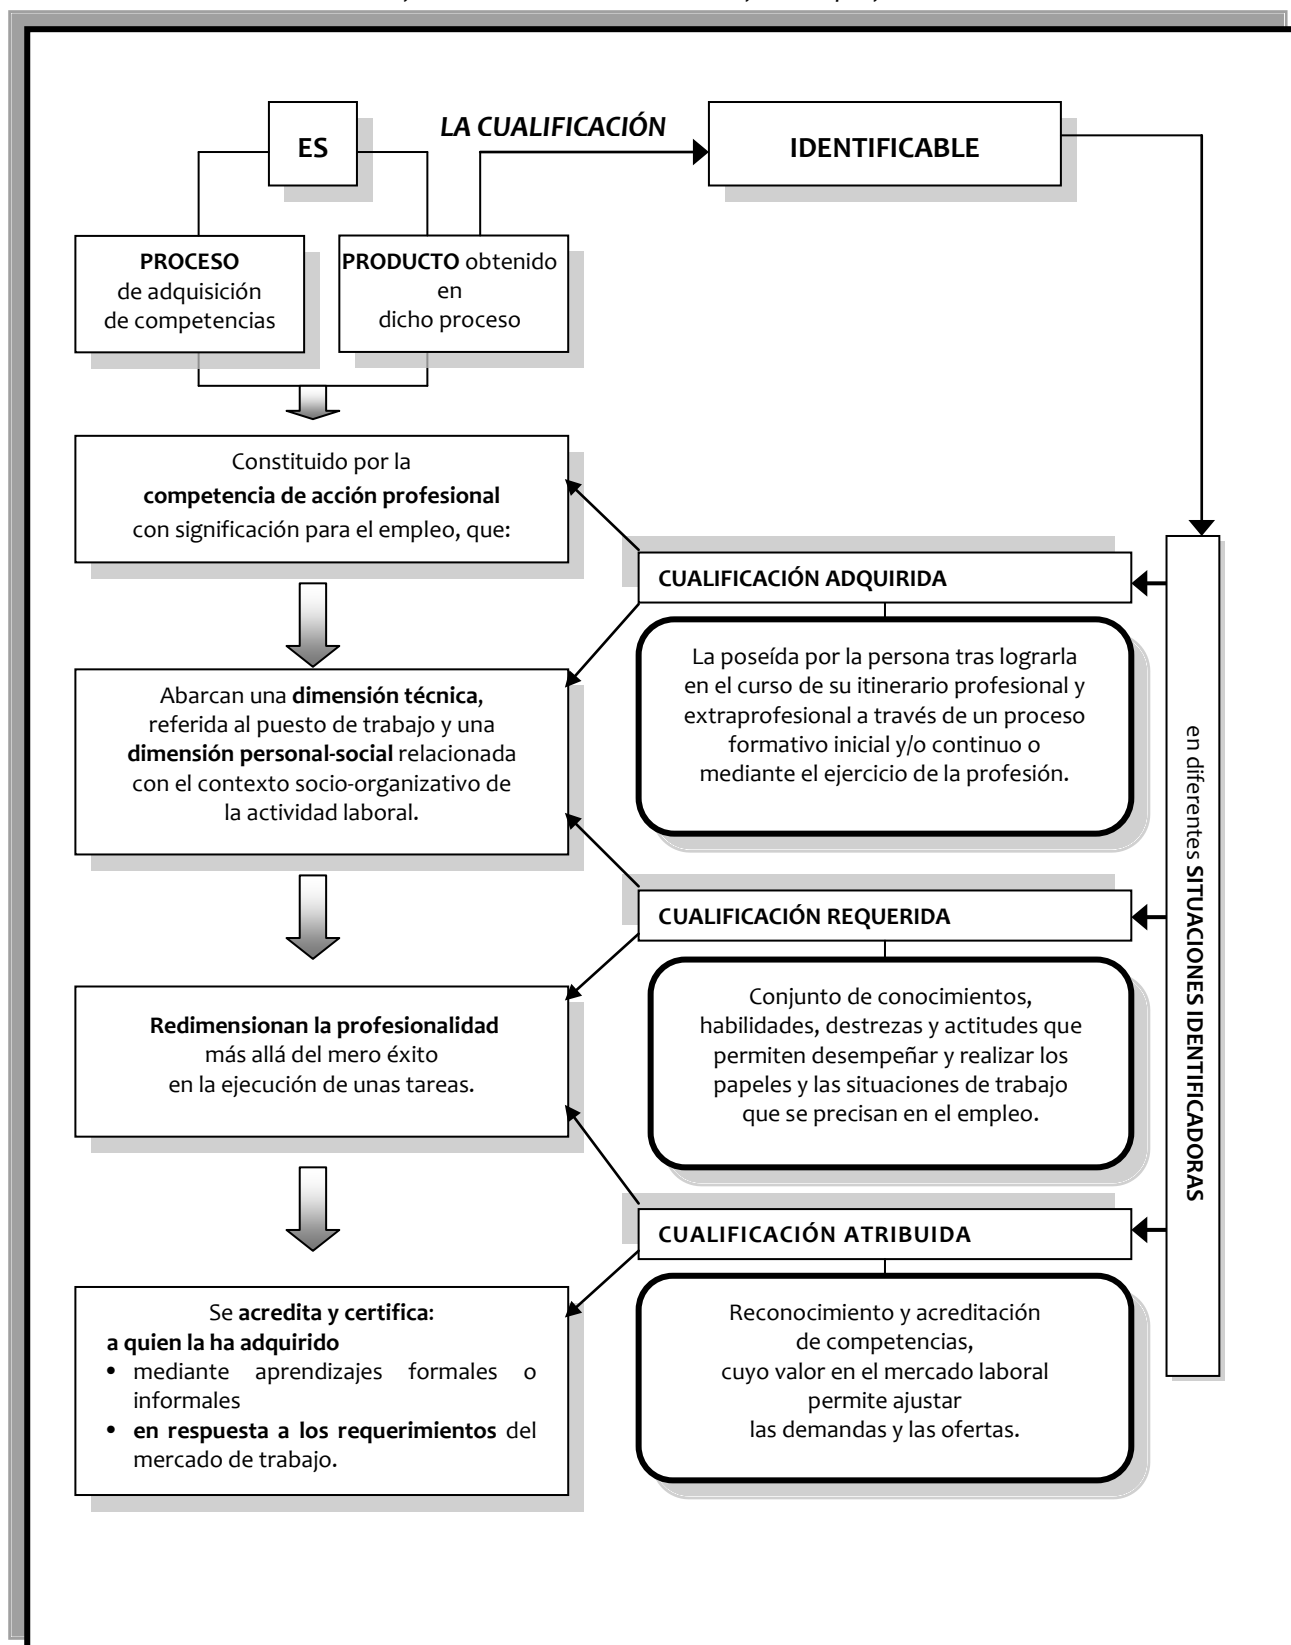 LA CUALIFICACIÓN
ES
IDENTIFICABLE
PROCESO
de adquisición
de competencias
PRODUCTO obtenido
en
dicho proceso
Constituido por la
competencia de acción profesional
con significación para el empleo, que:
Abarcan una dimensión técnica,
referida al puesto de trabajo y una
dimensión personal-social relacionada
con el contexto socio-organizativo de
la actividad laboral.
Redimensionan la profesionalidad
más allá del mero éxito
en la ejecución de unas tareas.
Se acredita y certifica:
a quien la ha adquirido
• mediante aprendizajes formales o
informales
• en respuesta a los requerimientos del
mercado de trabajo.
CUALIFICACIÓN ADQUIRIDA
La poseída por la persona tras lograrla
en el curso de su itinerario profesional y
extraprofesional a través de un proceso
formativo inicial y/o continuo o
mediante el ejercicio de la profesión.
CUALIFICACIÓN REQUERIDA
Conjunto de conocimientos,
habilidades, destrezas y actitudes que
permiten desempeñar y realizar los
papeles y las situaciones de trabajo
que se precisan en el empleo.
CUALIFICACIÓN ATRIBUIDA
Reconocimiento y acreditación
de competencias,
cuyo valor en el mercado laboral
permite ajustar
las demandas y las ofertas.
en diferentes SITUACIONES IDENTIFICADORAS